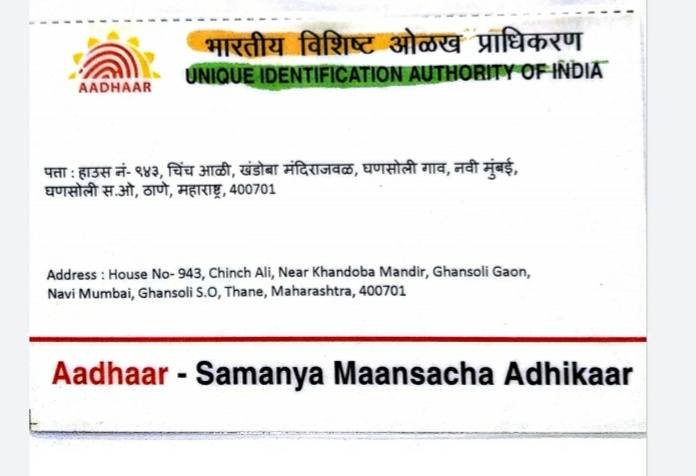 भारतीय विशिष्ट ओळख प्राधिकरण
UNIQUE IDENTIFICATION AUTHORITY OF INDIA
AADHAAR
पत्ता : हाउस नं- ९४३, चिंच आळी, खंडोबा मंदिराजवळ, घणसोली गाव, नवी मुंबई,
घणसोली स.ओ, ठाणे, महाराष्ट्र, 400701
Address : House No- 943, Chinch Ali, Near Khandoba Mandir, Ghansoli Gaon,
Navi Mumbai, Ghansoli S.O, Thane, Maharashtra, 400701
Aadhaar - Samanya Maansacha Adhikaar